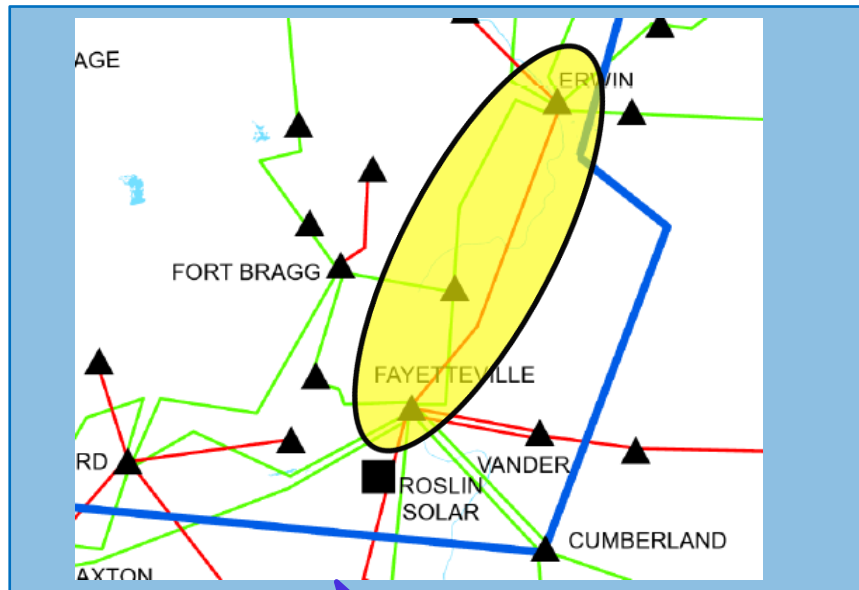 AGE
ERWIN
FORT BRAGG
FAYETTEVILLE
RD
VANDER
ROSLIN
SOLAR
CUMBERLAND
AXTON